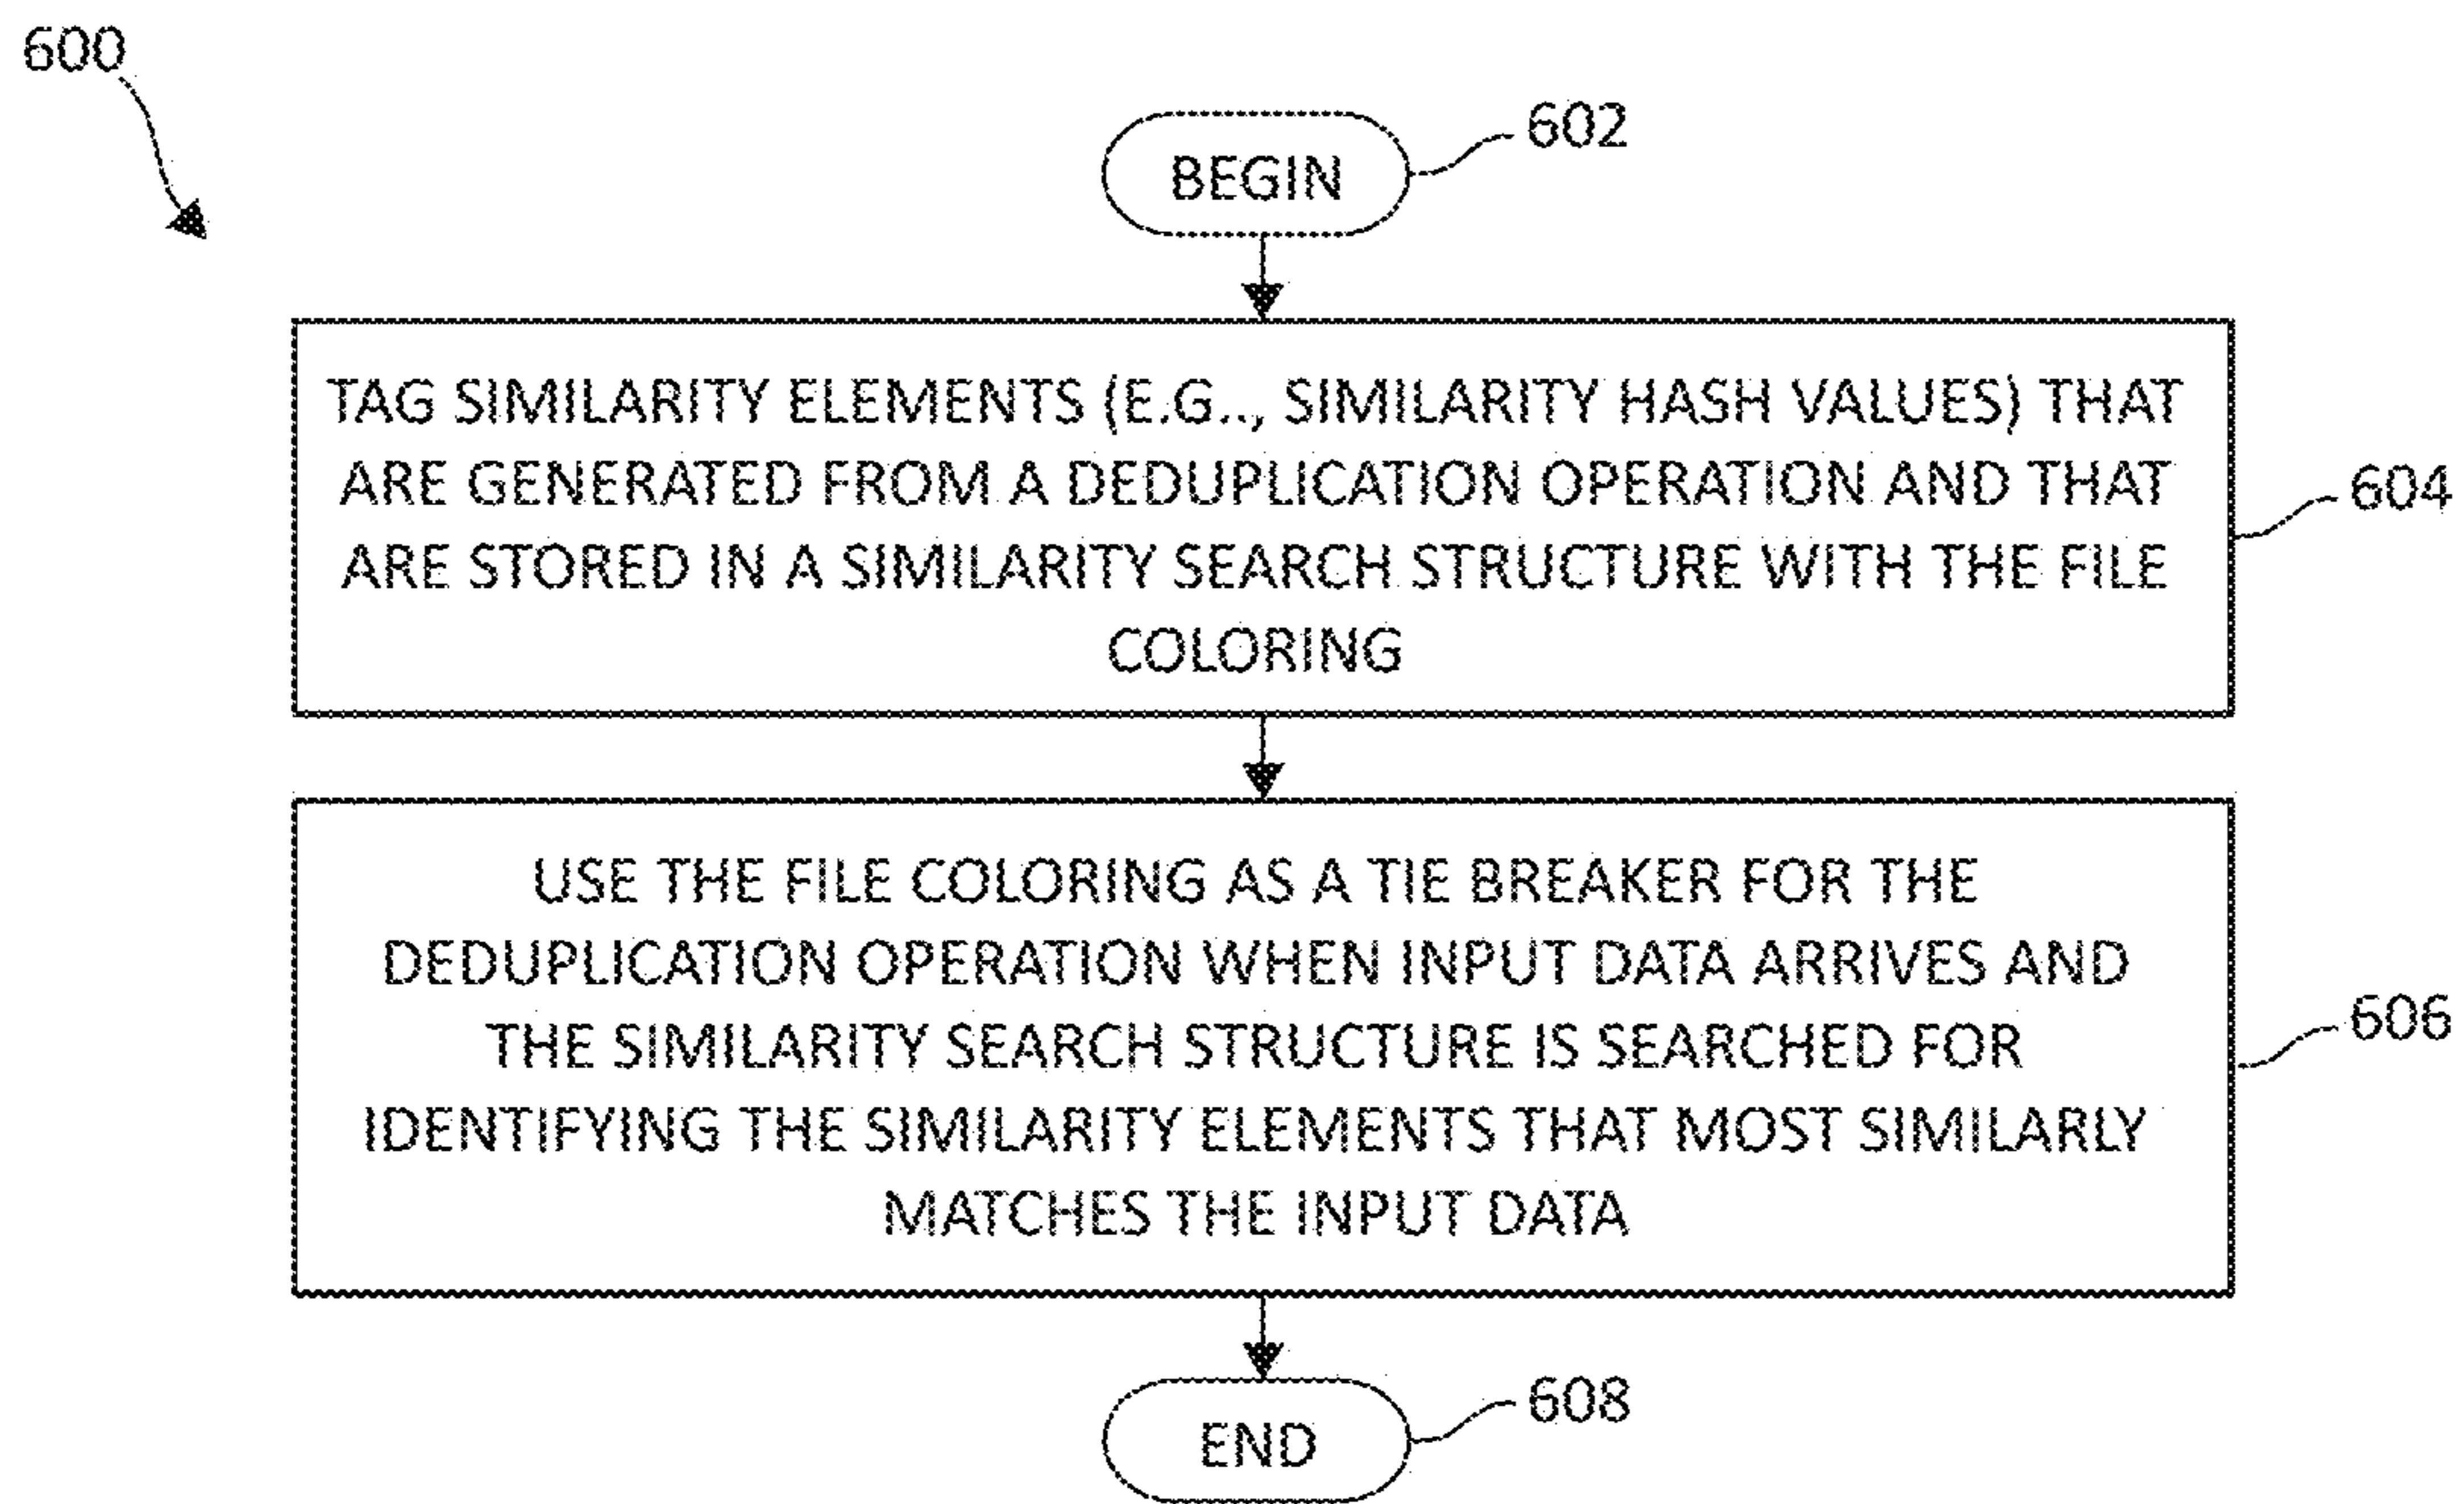 600
BEGIN
602
TAG SIMILARITY ELEMENTS (E.G.., SIMILARITY HASH VALUES) THAT
ARE GENERATED FROM A DEDUPLICATION OPERATION AND THAT
ARE STORED IN A SIMILARITY SEARCH STRUCTURE WITH THE FILE
COLORING
604
USE THE FILE COLORING AS A TIE BREAKER FOR THE
DEDUPLICATION OPERATION WHEN INPUT DATA ARRIVES AND
THE SIMILARITY SEARCH STRUCTURE IS SEARCHED FOR
IDENTIFYING THE SIMILARITY ELEMENTS THAT MOST SIMILARLY
MATCHES THE INPUT DATA
606
END
608